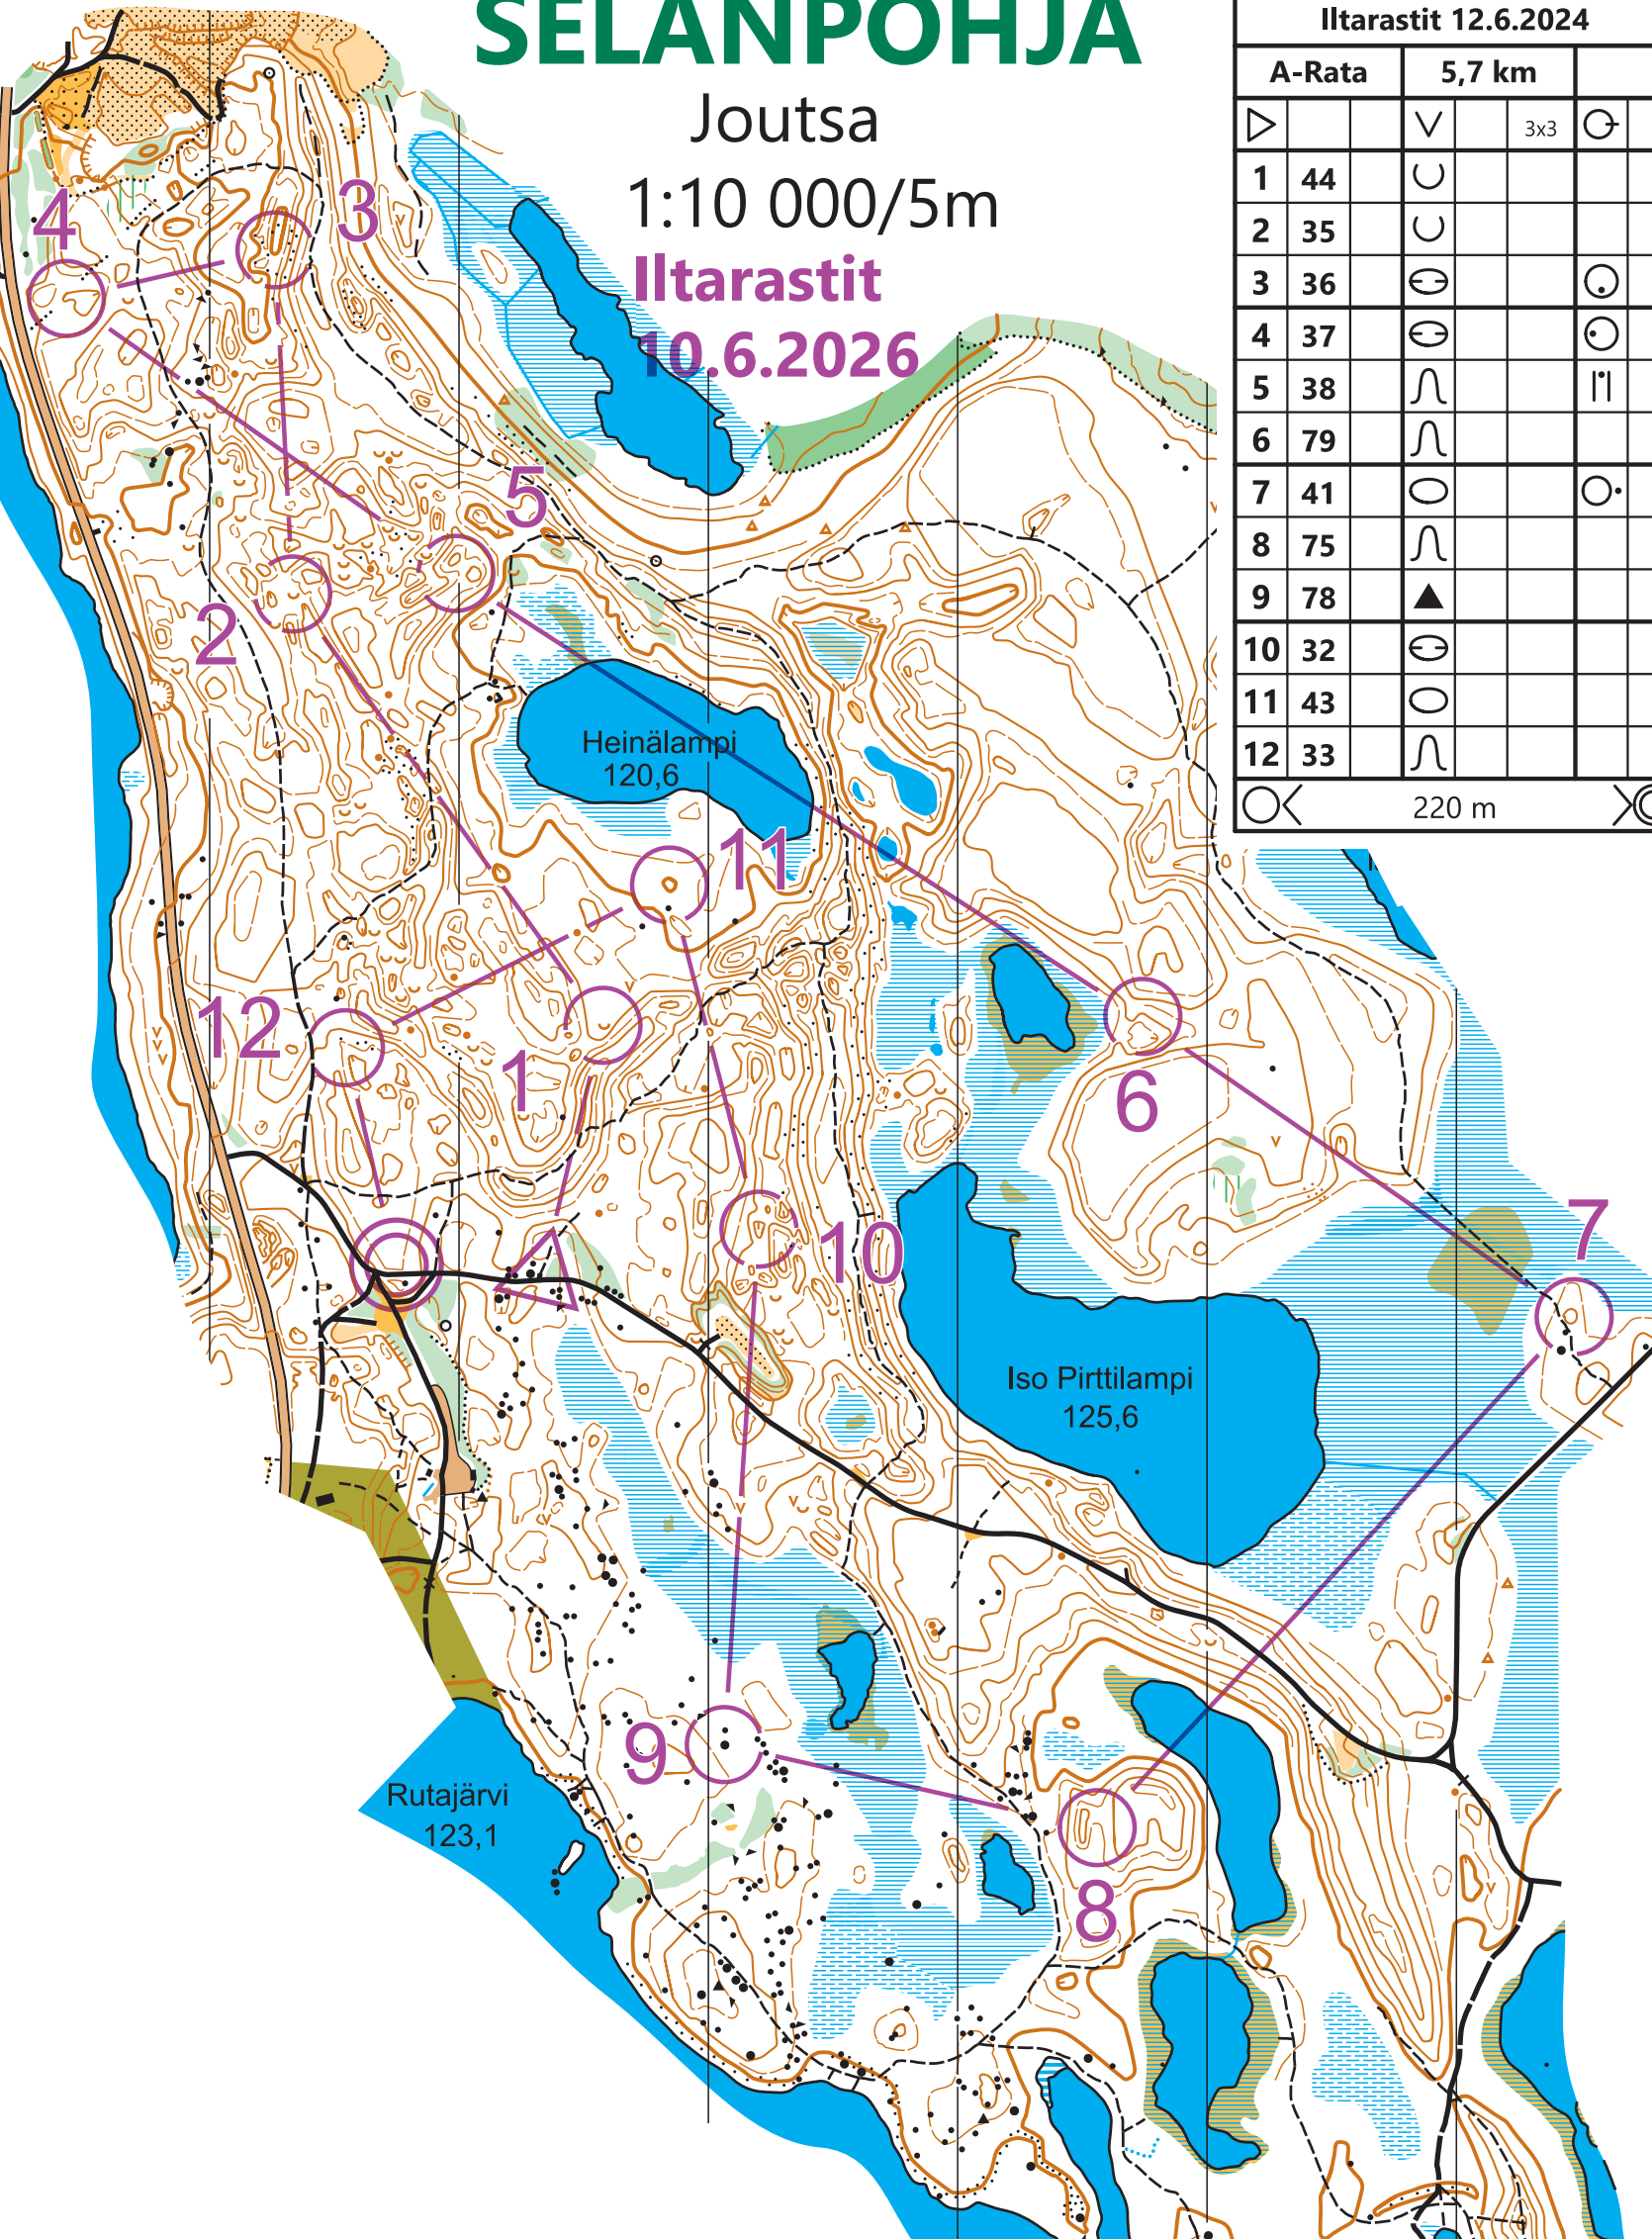 SELÄNPOHJA
Joutsa
1:10 000/5m
Iltarastit
10.6.2026
Iltarastit 12.6.2024
A-Rata 5,7 km
3x3
1 44
2 35
3 36
4 37
5 38
6 79
7 41
8 75
9 78
10 32
11 43
12 33
220 m
4
3
5
2
Heinälampi
120,6
11
12
1
6
7
10
Iso Pirttilampi
125,6
9
Rutajärvi
123,1
8